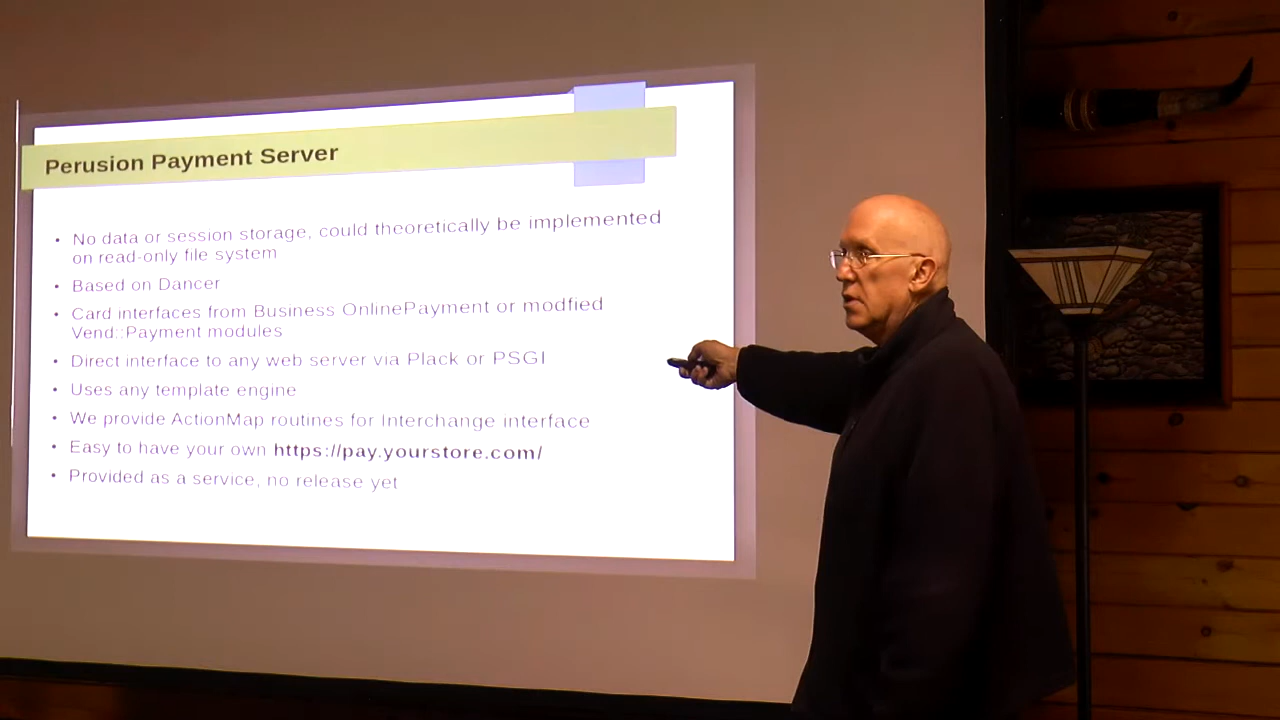 Perusion Payment Server
• No data or session storage, could theoretically be implemented
on read-only file system
• Based on Dancer
• Card interfaces from Business OnlinePayment or modfied
Vend::Payment modules
• Direct interface to any web server via Plack or PSGI
• Uses any template engine
• We provide ActionMap routines for Interchange interface
• Easy to have your own https://pay.yourstore.com/
• Provided as a service, no release yet